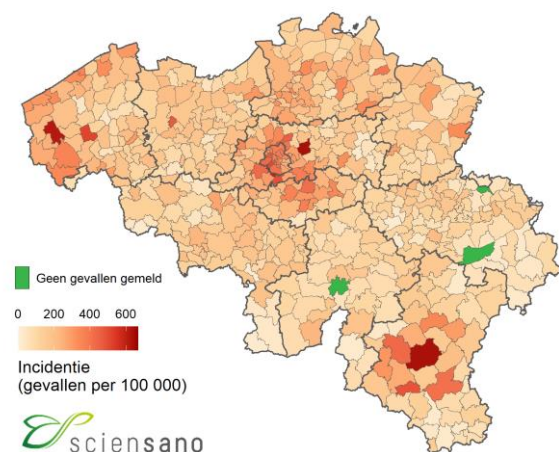 Geen gevallen gemeld
0 200 400 600
Incidentie
(gevallen per 100 000)
sciensano